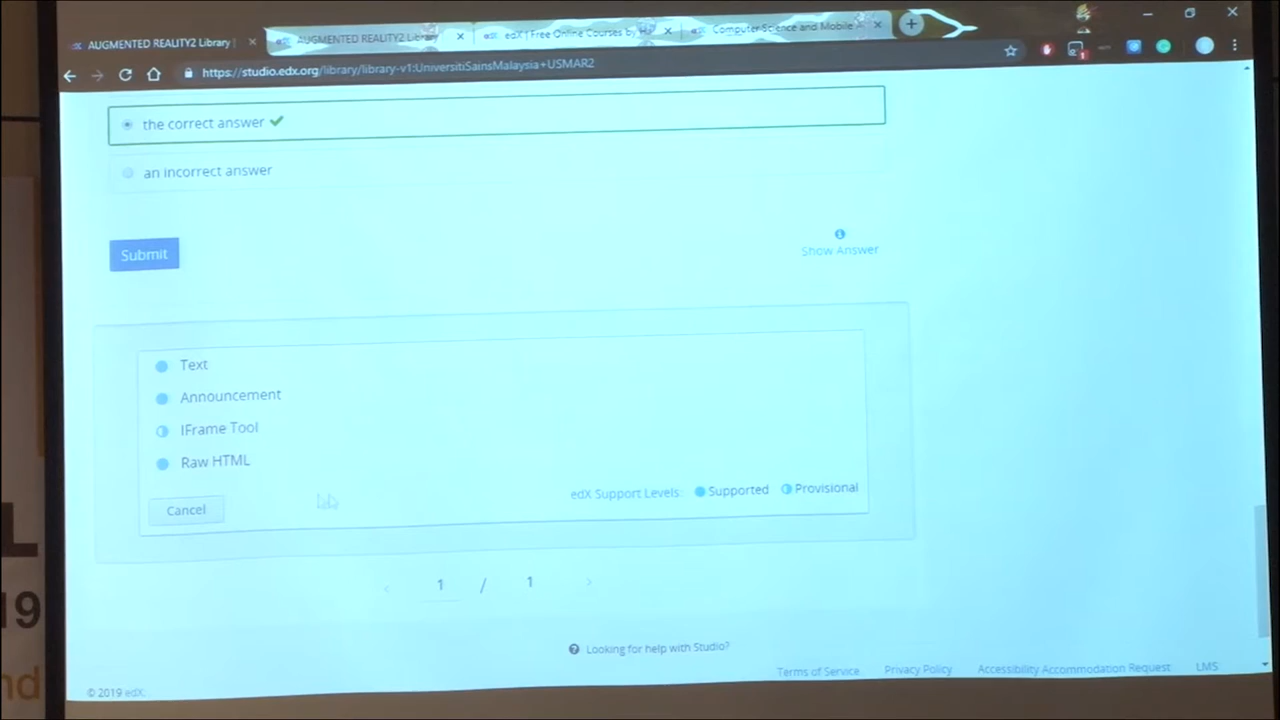 AUGMENTED REALITY2 Library
AUGMENTED REALITY2 Library
edX | Free Online Courses by
Computer Science and Mobile
https://studio.edx.org/library/library-v1:UniversitiSainsMalaysia+USMAR2
the correct answer
an incorrect answer
Submit
Show Answer
Text
Announcement
IFrame Tool
Raw HTML
Cancel
edX Support Levels: Supported Provisional
1 / 1
Looking for help with Studio?
Terms of Service Privacy Policy Accessibility Accommodation Request LMS
© 2019 edX.
L
19
nd